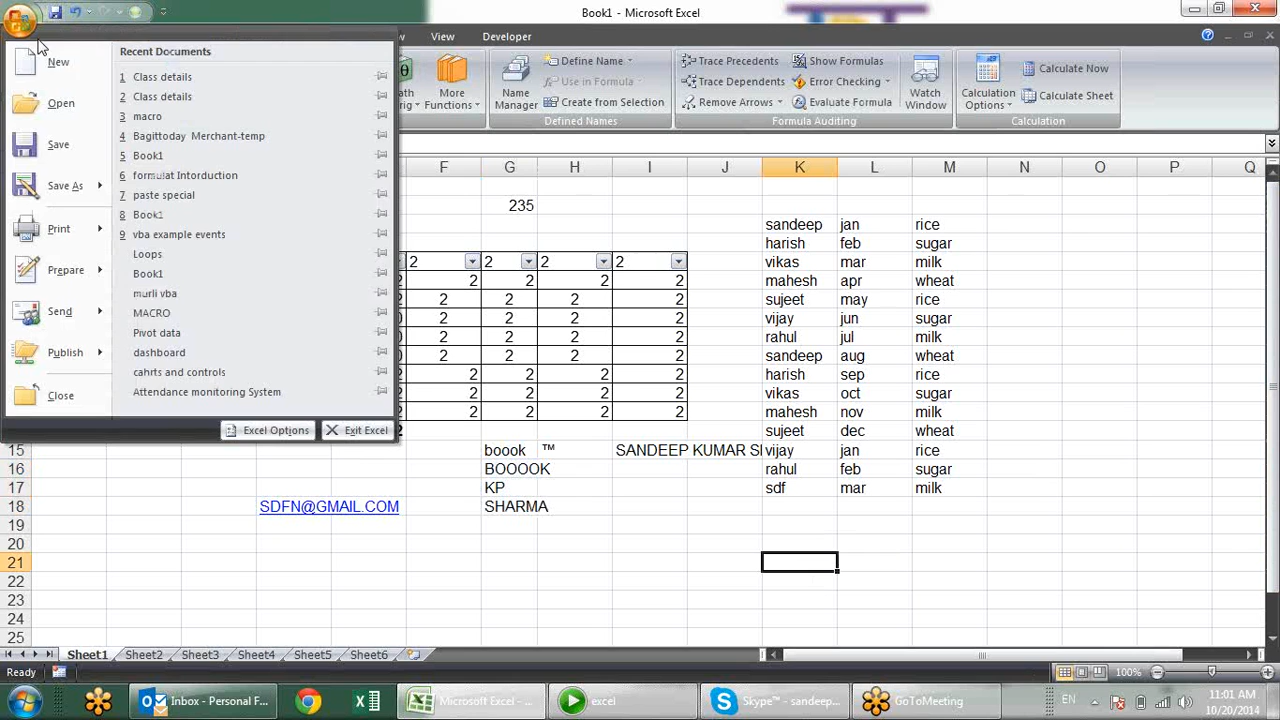 Book1 - Microsoft Excel
View Developer
New
Open
Save
Save As
Print
Prepare
Send
Publish
Close
Recent Documents
1 Class details
2 Class details
3 macro
4 Bagittoday Merchant-temp
5 Book1
6 formulat Intorduction
7 paste special
8 Book1
9 vba example events
Loops
Book1
murli vba
MACRO
Pivot data
dashboard
cahrts and controls
Attendance monitoring System
Excel Options Exit Excel
More Functions
Name Manager
Define Name
Use in Formula
Create from Selection
Defined Names
Trace Precedents
Trace Dependents
Remove Arrows
Show Formulas
Error Checking
Evaluate Formula
Watch Window
Formula Auditing
Calculation Options
Calculate Now
Calculate Sheet
Calculation
F G H I J K L M N O P Q
235
sandeep jan rice
harish feb sugar
2 2 2 2 vikas mar milk
2 2 2 2 mahesh apr wheat
2 2 2 2 sujeet may rice
2 2 2 2 vijay jun sugar
2 2 2 2 rahul jul milk
2 2 2 2 sandeep aug wheat
2 2 2 2 harish sep rice
2 2 2 2 vikas oct sugar
2 2 2 2 mahesh nov milk
sujeet dec wheat
15 boook ™ SANDEEP KUMAR S vijay jan rice
16 BOOOOK rahul feb sugar
17 KP sdf mar milk
18 SDFN@GMAIL.COM SHARMA
19
20
21
22
23
24
25
Sheet1 Sheet2 Sheet3 Sheet4 Sheet5 Sheet6
Ready 100%
Inbox - Personal F... Microsoft Excel - ... excel Skype™ - sandeep... GoToMeeting EN 11:01 AM
10/20/2014